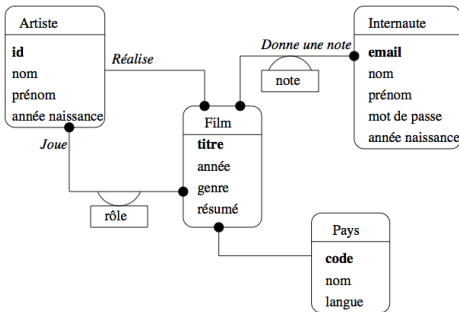 Artiste
id
nom
prénom
année naissance
Réalise
Joue
rôle
Film
titre
année
genre
résumé
Donne une note
note
Internaute
email
nom
prénom
mot de passe
année naissance
Pays
code
nom
langue